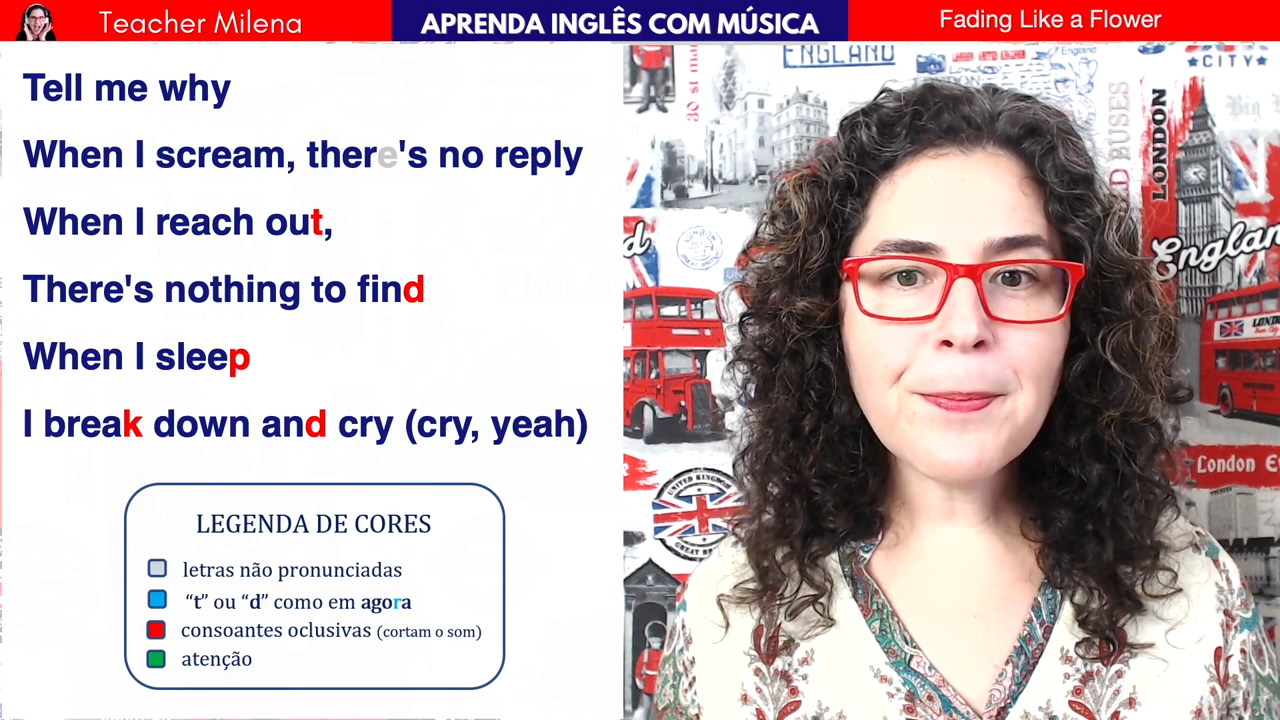 Teacher Milena
APRENDA INGLÊS COM MÚSICA
Fading Like a Flower
Tell me why
When I scream, there's no reply
When I reach out,
There's nothing to find
When I sleep
I break down and cry (cry, yeah)
LEGENDA DE CORES
letras não pronunciadas
“t” ou “d” como em agora
consoantes oclusivas (cortam o som)
atenção
ENGLAND
CITY
LONDON
England
London
UNITED KINGDOM